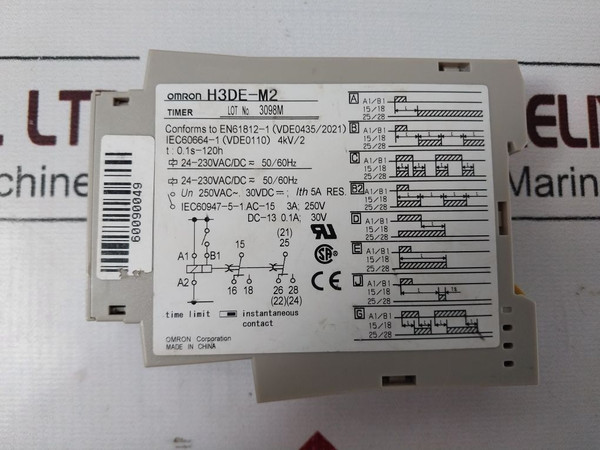 omron H3DE-M2
TIMER LOT No 3098M
Conforms to EN61812-1 (VDE0435/2021)
IEC60664-1 (VDE0110) 4kV/2
t : 0.1s-120h
24-230VAC/DC = 50/60Hz
24-230VAC/DC = 50/60Hz
Un 250VAC~. 30VDC⎓; Ith 5A RES.
IEC60947-5-1.AC-15 3A; 250V
DC-13 0.1A; 30V
(21)
15 25
A1 B1
A2
16 18 26 28
(22)(24)
time limit instantaneous
contact
OMRON Corporation
MADE IN CHINA
60090049
A A1/B1
15/18
25/28
B A1/B1
15/18
25/28
C A1/B1
15/18
25/28
B2 A1/B1
15/18
25/28
D A1/B1
15/18
25/28
E A1/B1
15/18
25/28
J A1/B1
15/18
25/28
G A1/B1
15/18
25/28
CE
LT
chine
Marin